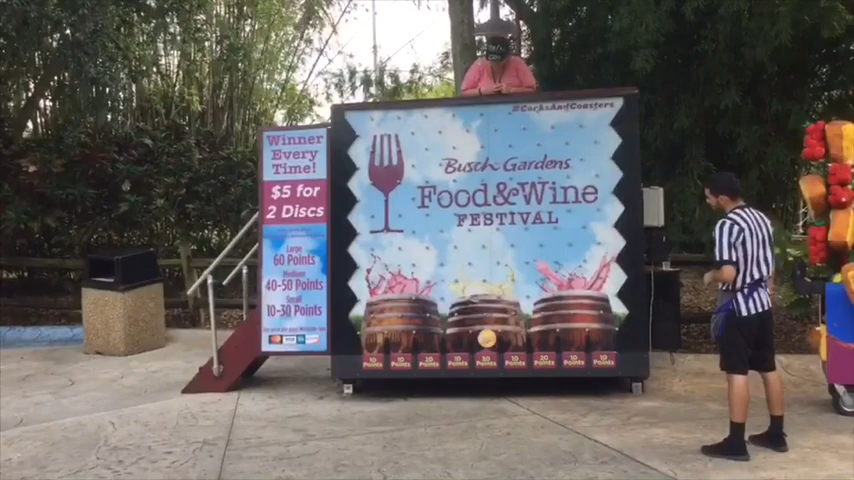 #CorksAndCoasters
Winner
Every
Time!
$5 for
2 Discs
Large
60 Points
Medium
40-50 Points
Small
10-30 Points
VISA
Busch Gardens
Food & Wine
FESTIVAL
10 Points
10 Points
20 Points
10 Points
10 Points
20 Points
10 Points
10 Points